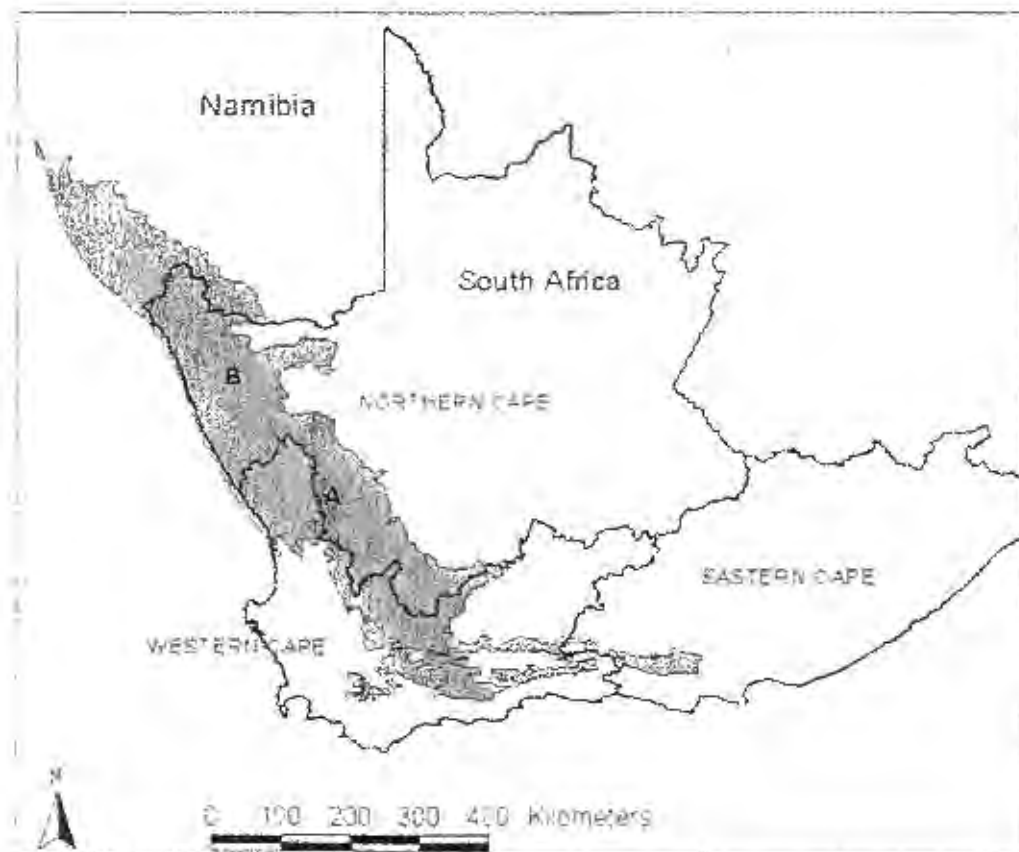 Namibia
South Africa
B
NORTHERN CAPE
A
EASTERN CAPE
WESTERN CAPE
N
0 100 200 300 400 Kilometers